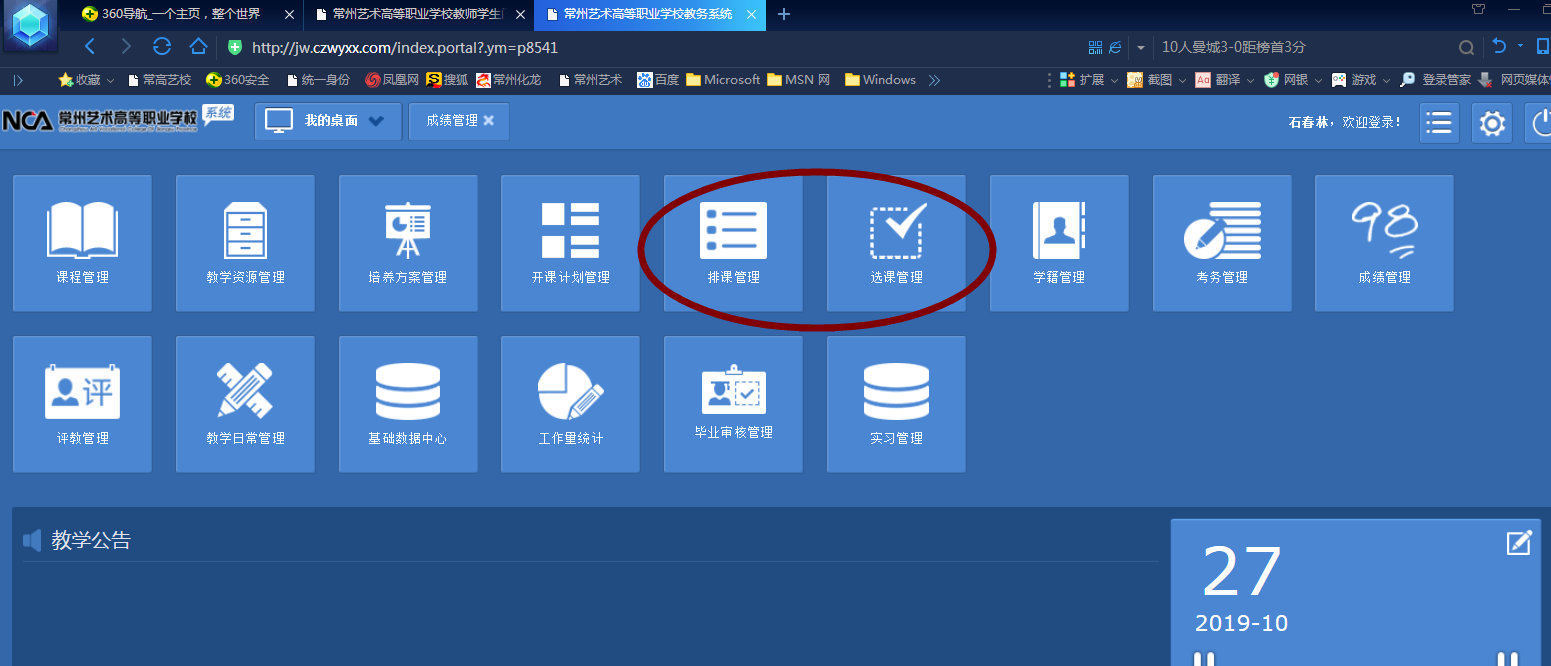 360导航_一个主页，整个世界
常州艺术高等职业学校教师学生
常州艺术高等职业学校教务系统
http://jw.czwyxx.com/index.portal?.ym=p8541
10人曼城3-0距榜首3分
收藏 常高艺校 360安全 统一身份 凤凰网 搜狐 常州化龙 常州艺术 百度 Microsoft MSN 网 Windows
扩展 截图 Aa 翻译 网银 游戏 登录管家 网页媒体
NCA 常州艺术高等职业学校 系统
我的桌面
成绩管理
石春林，欢迎登录！
课程管理 教学资源管理 培养方案管理 开课计划管理 排课管理 选课管理 学籍管理 考务管理 98 成绩管理
评 评教管理 教学日常管理 基础数据中心 工作量统计 毕业审核管理 实习管理
教学公告
27
2019-10